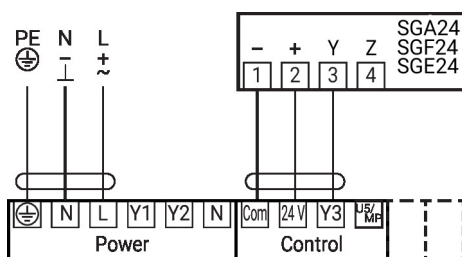 PE N L
– +
⊥ ~
SGA24
SGF24
SGE24
– + Y Z
1 2 3 4
N L Y1 Y2 N Com 24 V Y3 U5/MP
Power Control